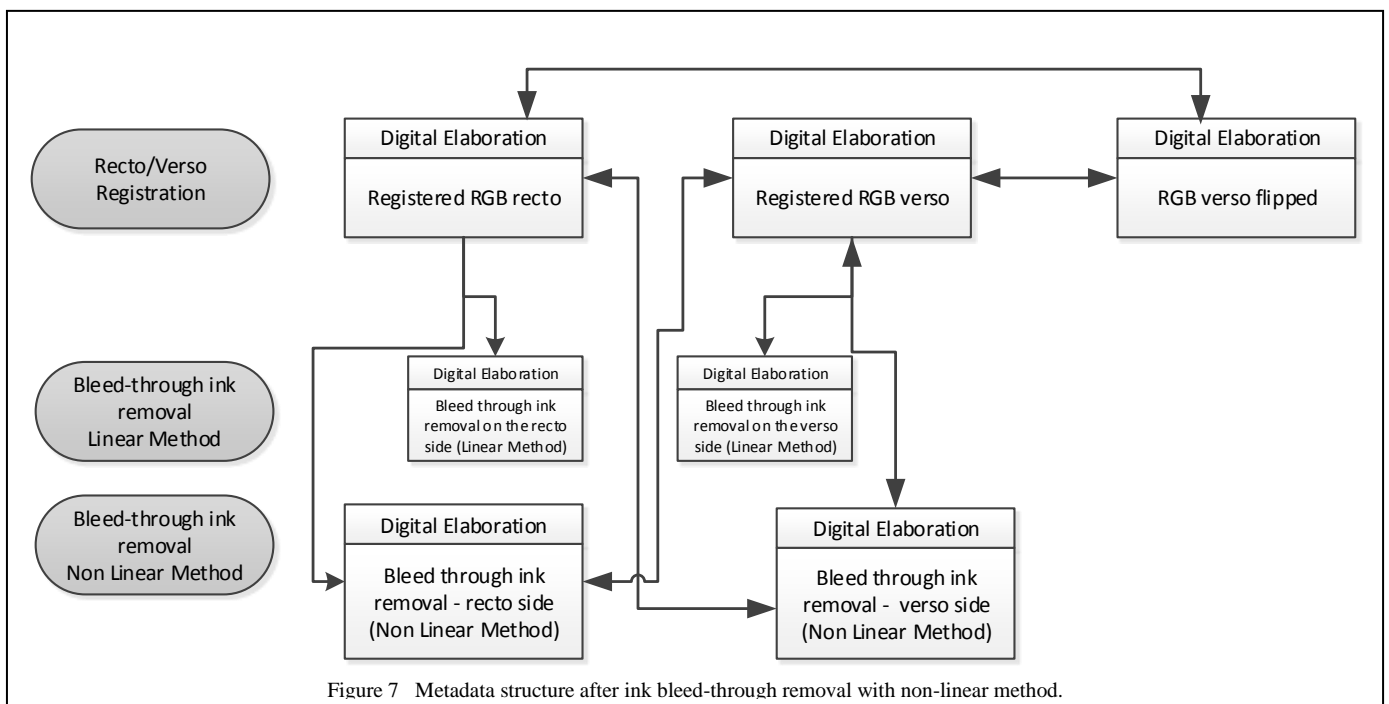 Recto/Verso
Registration
Digital Elaboration
Registered RGB recto
Digital Elaboration
Registered RGB verso
Digital Elaboration
RGB verso flipped
Bleed-through ink
removal
Linear Method
Digital Elaboration
Bleed through ink
removal on the recto
side (Linear Method)
Digital Elaboration
Bleed through ink
removal on the verso
side (Linear Method)
Bleed-through ink
removal
Non Linear Method
Digital Elaboration
Bleed through ink
removal - recto side
(Non Linear Method)
Digital Elaboration
Bleed through ink
removal - verso side
(Non Linear Method)
Figure 7 Metadata structure after ink bleed-through removal with non-linear method.